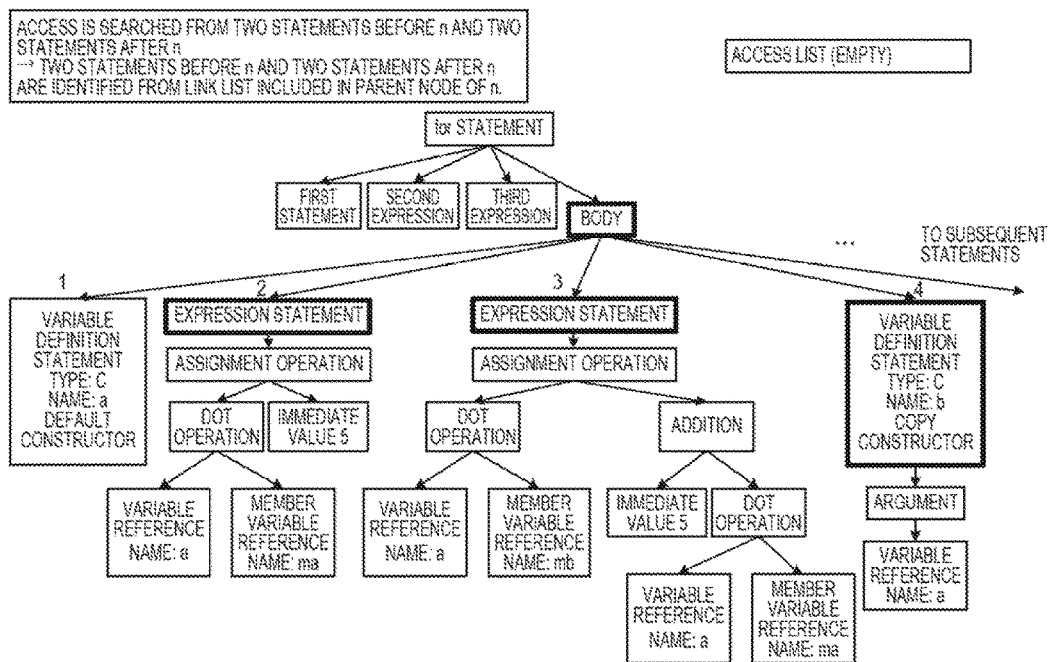 ACCESS IS SEARCHED FROM TWO STATEMENTS BEFORE n AND TWO
STATEMENTS AFTER n
→ TWO STATEMENTS BEFORE n AND TWO STATEMENTS AFTER n
ARE IDENTIFIED FROM LINK LIST INCLUDED IN PARENT NODE OF n.
ACCESS LIST (EMPTY)
for STATEMENT
FIRST
STATEMENT
SECOND
EXPRESSION
THIRD
EXPRESSION
BODY
...
TO SUBSEQUENT
STATEMENTS
1
VARIABLE
DEFINITION
STATEMENT
TYPE: C
NAME: a
DEFAULT
CONSTRUCTOR
2
EXPRESSION STATEMENT
ASSIGNMENT OPERATION
DOT
OPERATION
IMMEDIATE
VALUE 5
VARIABLE
REFERENCE
NAME: a
MEMBER
VARIABLE
REFERENCE
NAME: ma
3
EXPRESSION STATEMENT
ASSIGNMENT OPERATION
DOT
OPERATION
ADDITION
VARIABLE
REFERENCE
NAME: a
MEMBER
VARIABLE
REFERENCE
NAME: mb
IMMEDIATE
VALUE 5
DOT
OPERATION
VARIABLE
REFERENCE
NAME: a
MEMBER
VARIABLE
REFERENCE
NAME: ma
4
VARIABLE
DEFINITION
STATEMENT
TYPE: C
NAME: b
COPY
CONSTRUCTOR
ARGUMENT
VARIABLE
REFERENCE
NAME: a